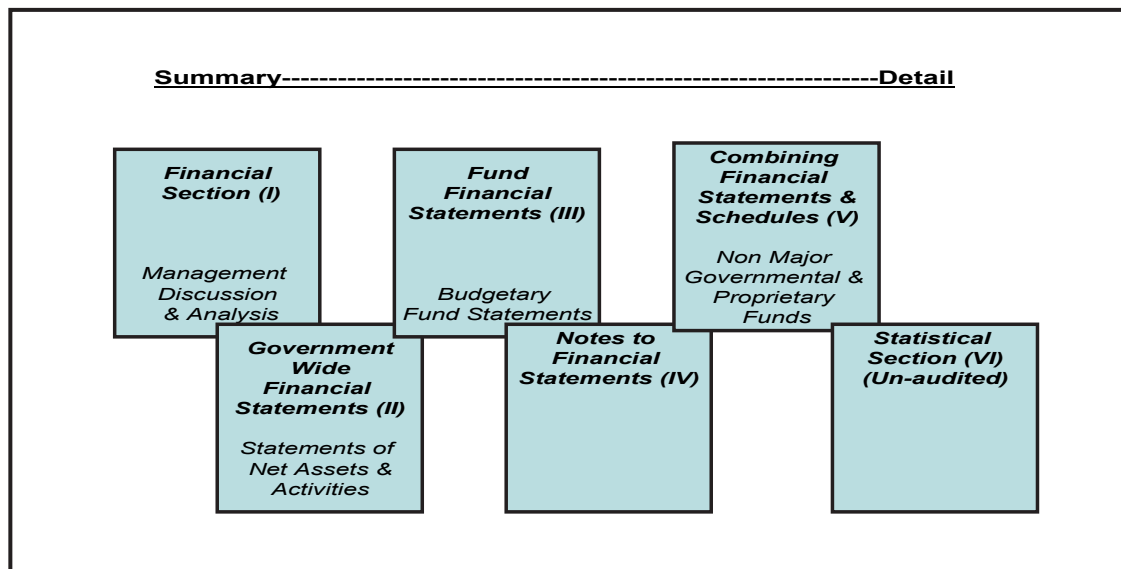 Summary----------------------------------------------------------------Detail
Financial
Section (I)
Management
Discussion
& Analysis
Government
Wide
Financial
Statements (II)
Statements of
Net Assets &
Activities
Fund
Financial
Statements (III)
Budgetary
Fund Statements
Notes to
Financial
Statements (IV)
Combining
Financial
Statements &
Schedules (V)
Non Major
Governmental &
Proprietary
Funds
Statistical
Section (VI)
(Un-audited)